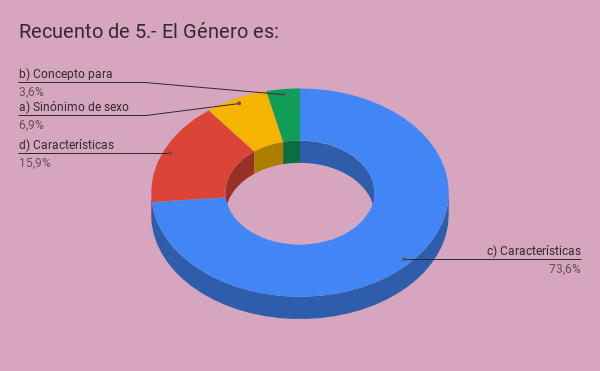 Recuento de 5.- El Género es:
b) Concepto para
3,6%
a) Sinónimo de sexo
6,9%
d) Características
15,9%
c) Características
73,6%